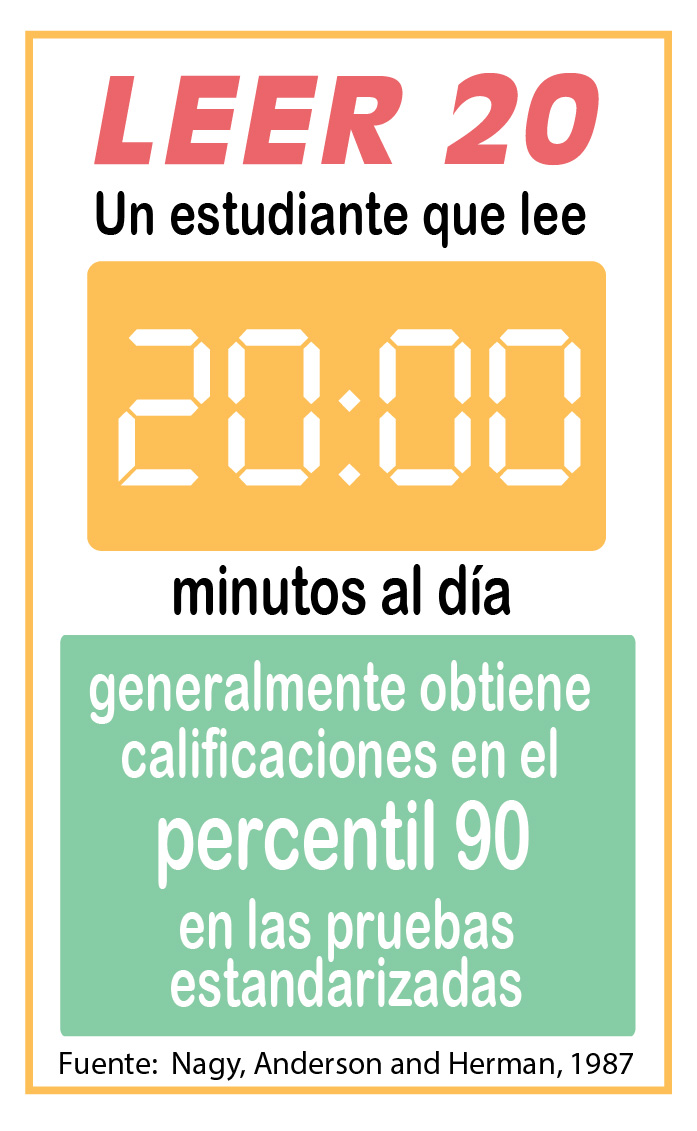 LEER 20
Un estudiante que lee
20:00
minutos al día
generalmente obtiene
calificaciones en el
percentil 90
en las pruebas
estandarizadas
Fuente: Nagy, Anderson and Herman, 1987